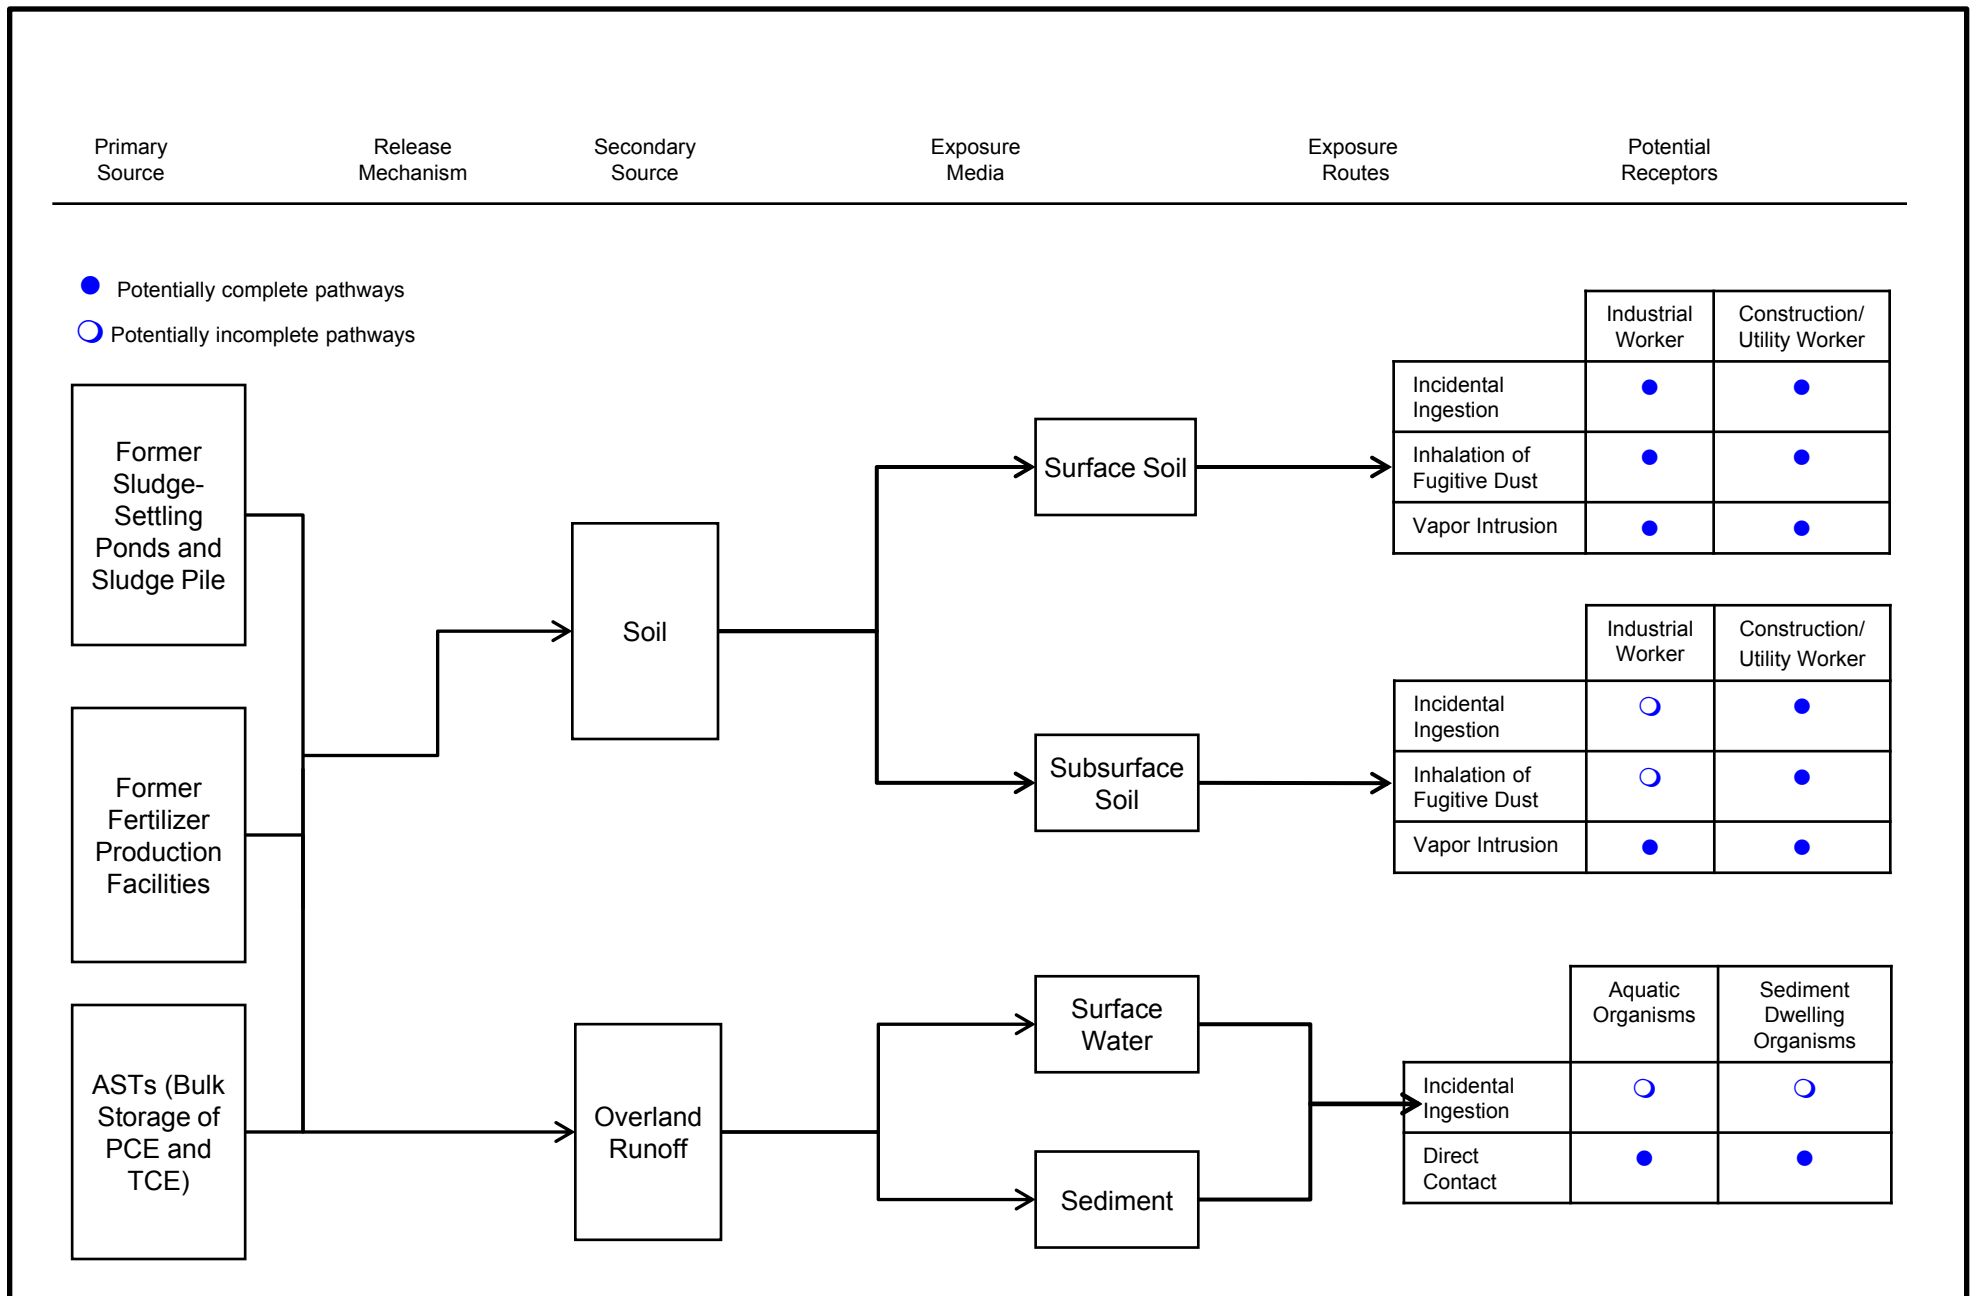 Primary
Source
Release
Mechanism
Secondary
Source
Exposure
Media
Exposure
Routes
Potential
Receptors
Potentially complete pathways
Potentially incomplete pathways
Former
Sludge-
Settling
Ponds and
Sludge Pile
Former
Fertilizer
Production
Facilities
ASTs (Bulk
Storage of
PCE and
TCE)
Soil
Overland
Runoff
Surface Soil
Subsurface
Soil
Surface
Water
Sediment
Industrial
Worker
Construction/
Utility Worker
Incidental
Ingestion
Inhalation of
Fugitive Dust
Vapor Intrusion
Industrial
Worker
Construction/
Utility Worker
Incidental
Ingestion
Inhalation of
Fugitive Dust
Vapor Intrusion
Aquatic
Organisms
Sediment
Dwelling
Organisms
Incidental
Ingestion
Direct
Contact